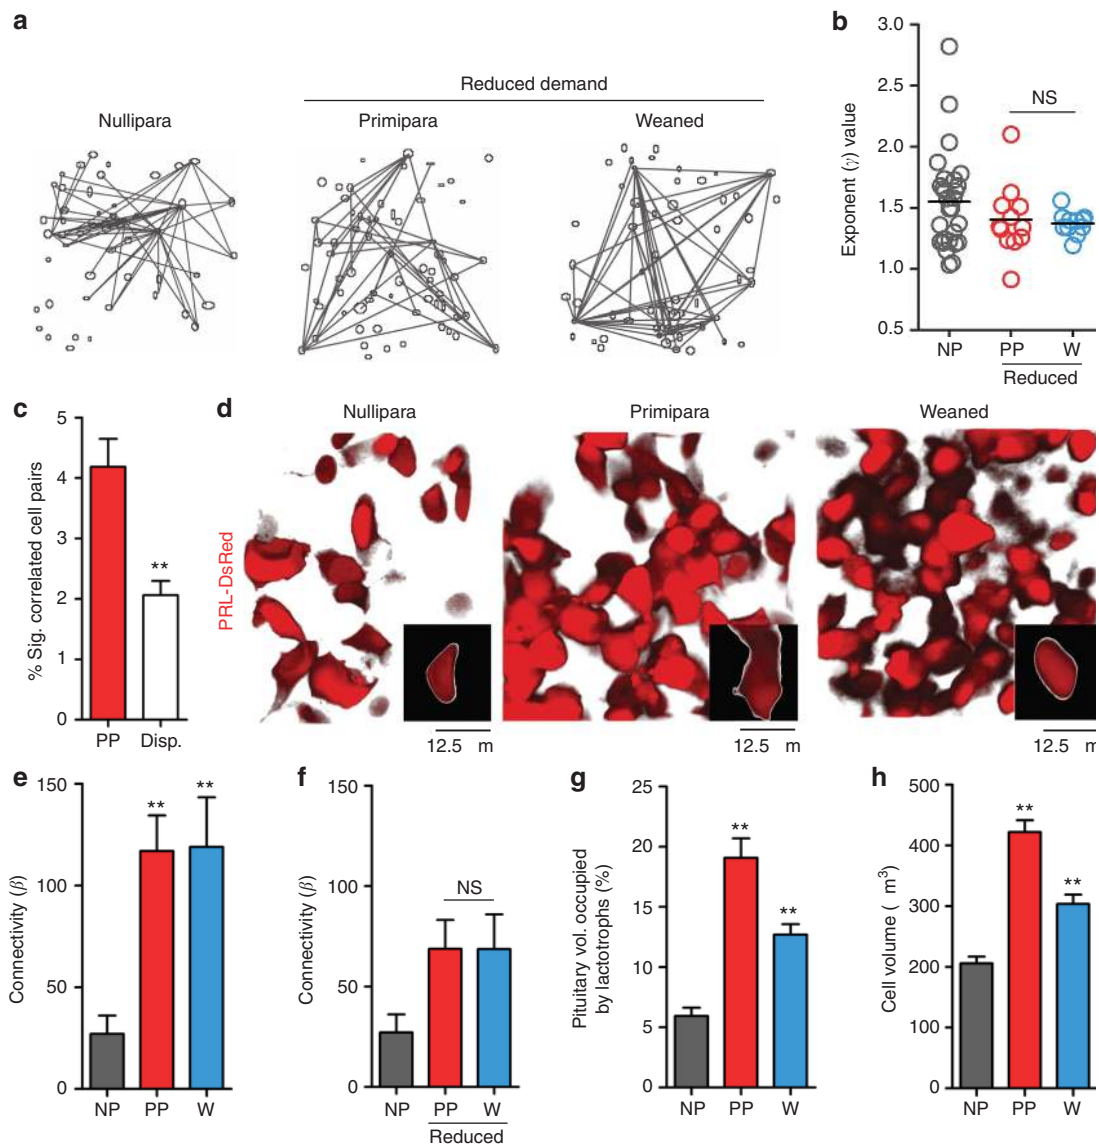 a
Reduced demand
Nullipara
Primipara
Weaned
b
Exponent (γ) value
3.0
2.5
2.0
1.5
1.0
0.5
NS
NP
PP
W
Reduced
c
% Sig. correlated cell pairs
5
4
3
2
1
0
**
PP
Disp.
d
Nullipara
Primipara
Weaned
PRL-DsRed
12.5 m
12.5 m
12.5 m
e
Connectivity (β)
150
100
50
0
**
**
NP
PP
W
f
Connectivity (β)
150
100
50
0
NS
NP
PP
W
Reduced
g
Pituitary vol. occupied
by lactotrophs (%)
25
20
15
10
5
0
**
**
NP
PP
W
h
Cell volume ( m³)
500
400
300
200
100
0
**
**
NP
PP
W